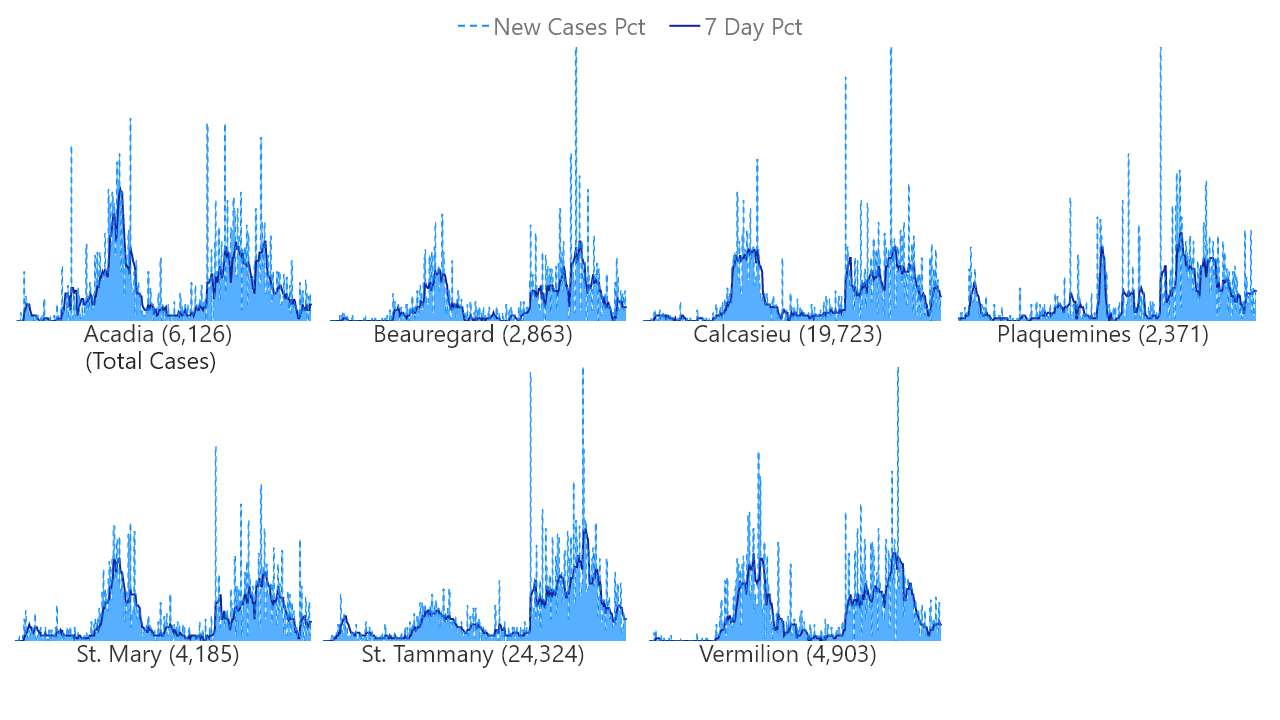 New Cases Pct 7 Day Pct
Acadia (6,126) Beauregard (2,863) Calcasieu (19,723) Plaquemines (2,371)
(Total Cases)
St. Mary (4,185) St. Tammany (24,324) Vermilion (4,903)